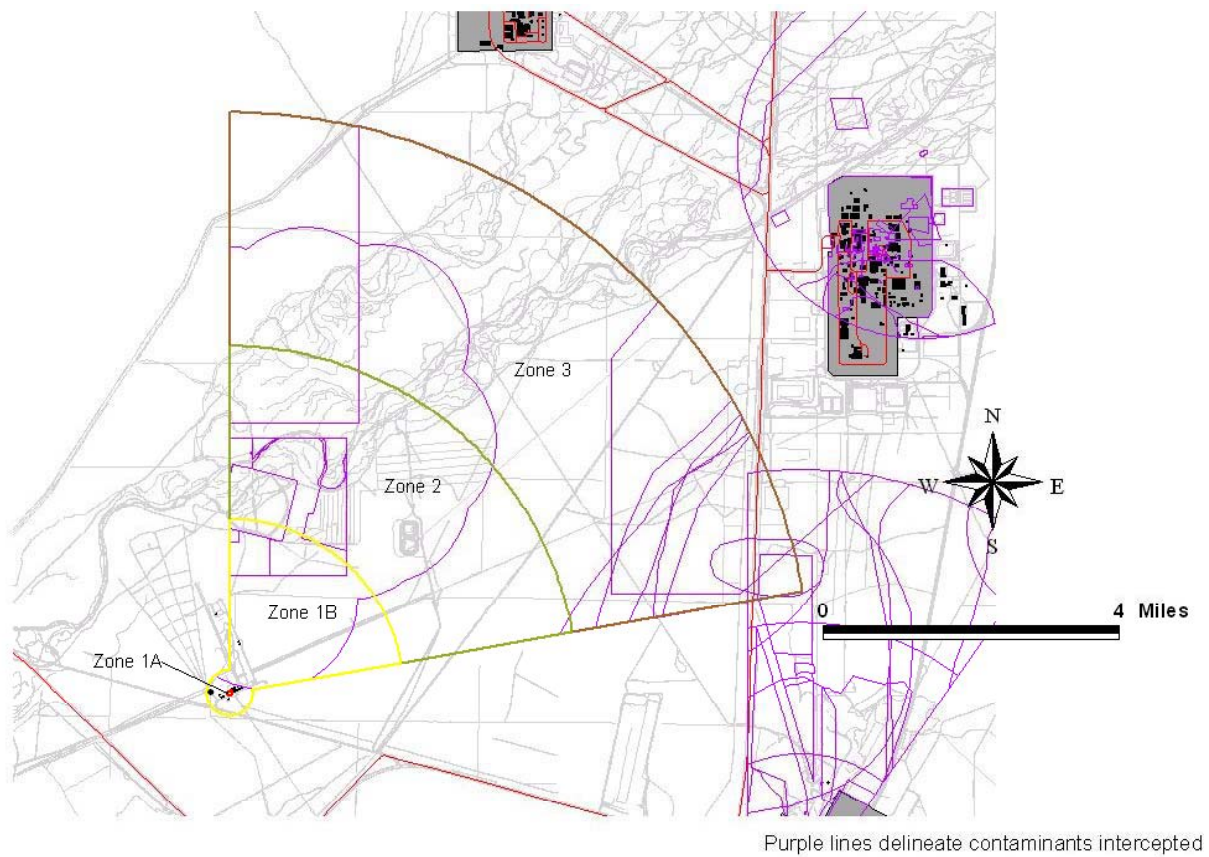 Zone 3
N
Zone 2
W E
S
Zone 1B
0 4 Miles
Zone 1A
Purple lines delineate contaminants intercepted